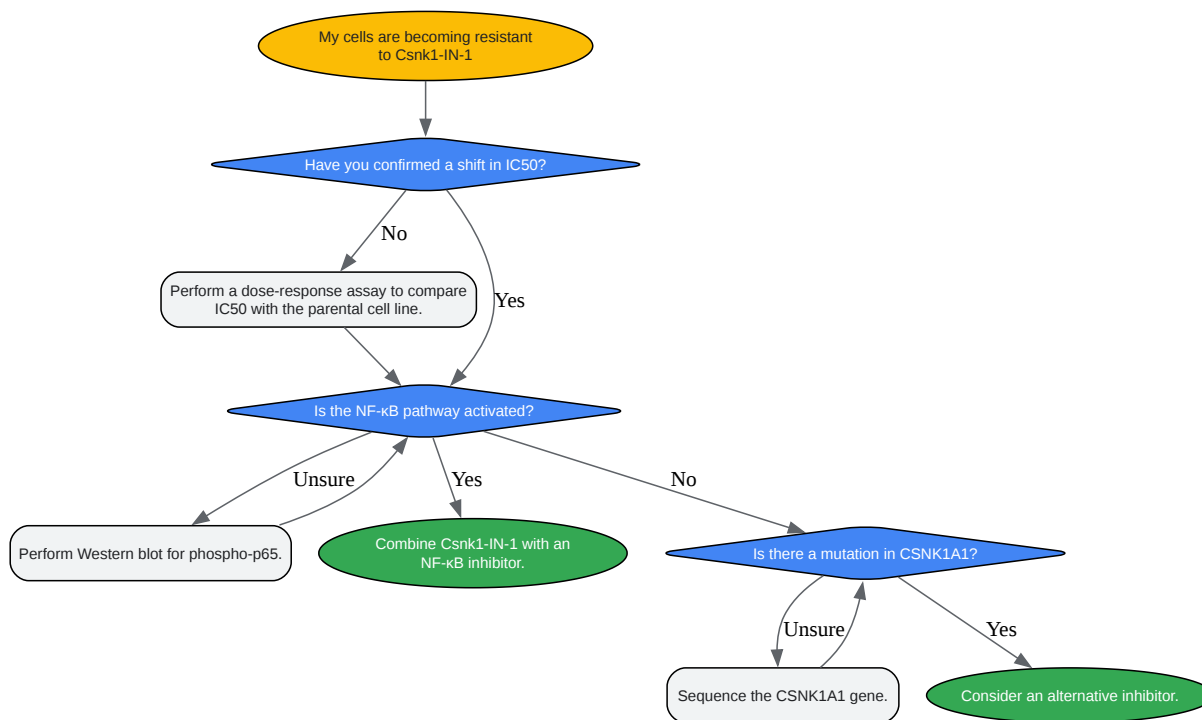 My cells are becoming resistant
to Csnk1-IN-1
Have you confirmed a shift in IC50?
No
Perform a dose-response assay to compare
IC50 with the parental cell line.
Yes
Is the NF-κB pathway activated?
Unsure
Yes
No
Perform Western blot for phospho-p65.
Combine Csnk1-IN-1 with an
NF-κB inhibitor.
Is there a mutation in CSNK1A1?
Unsure
Yes
Sequence the CSNK1A1 gene.
Consider an alternative inhibitor.